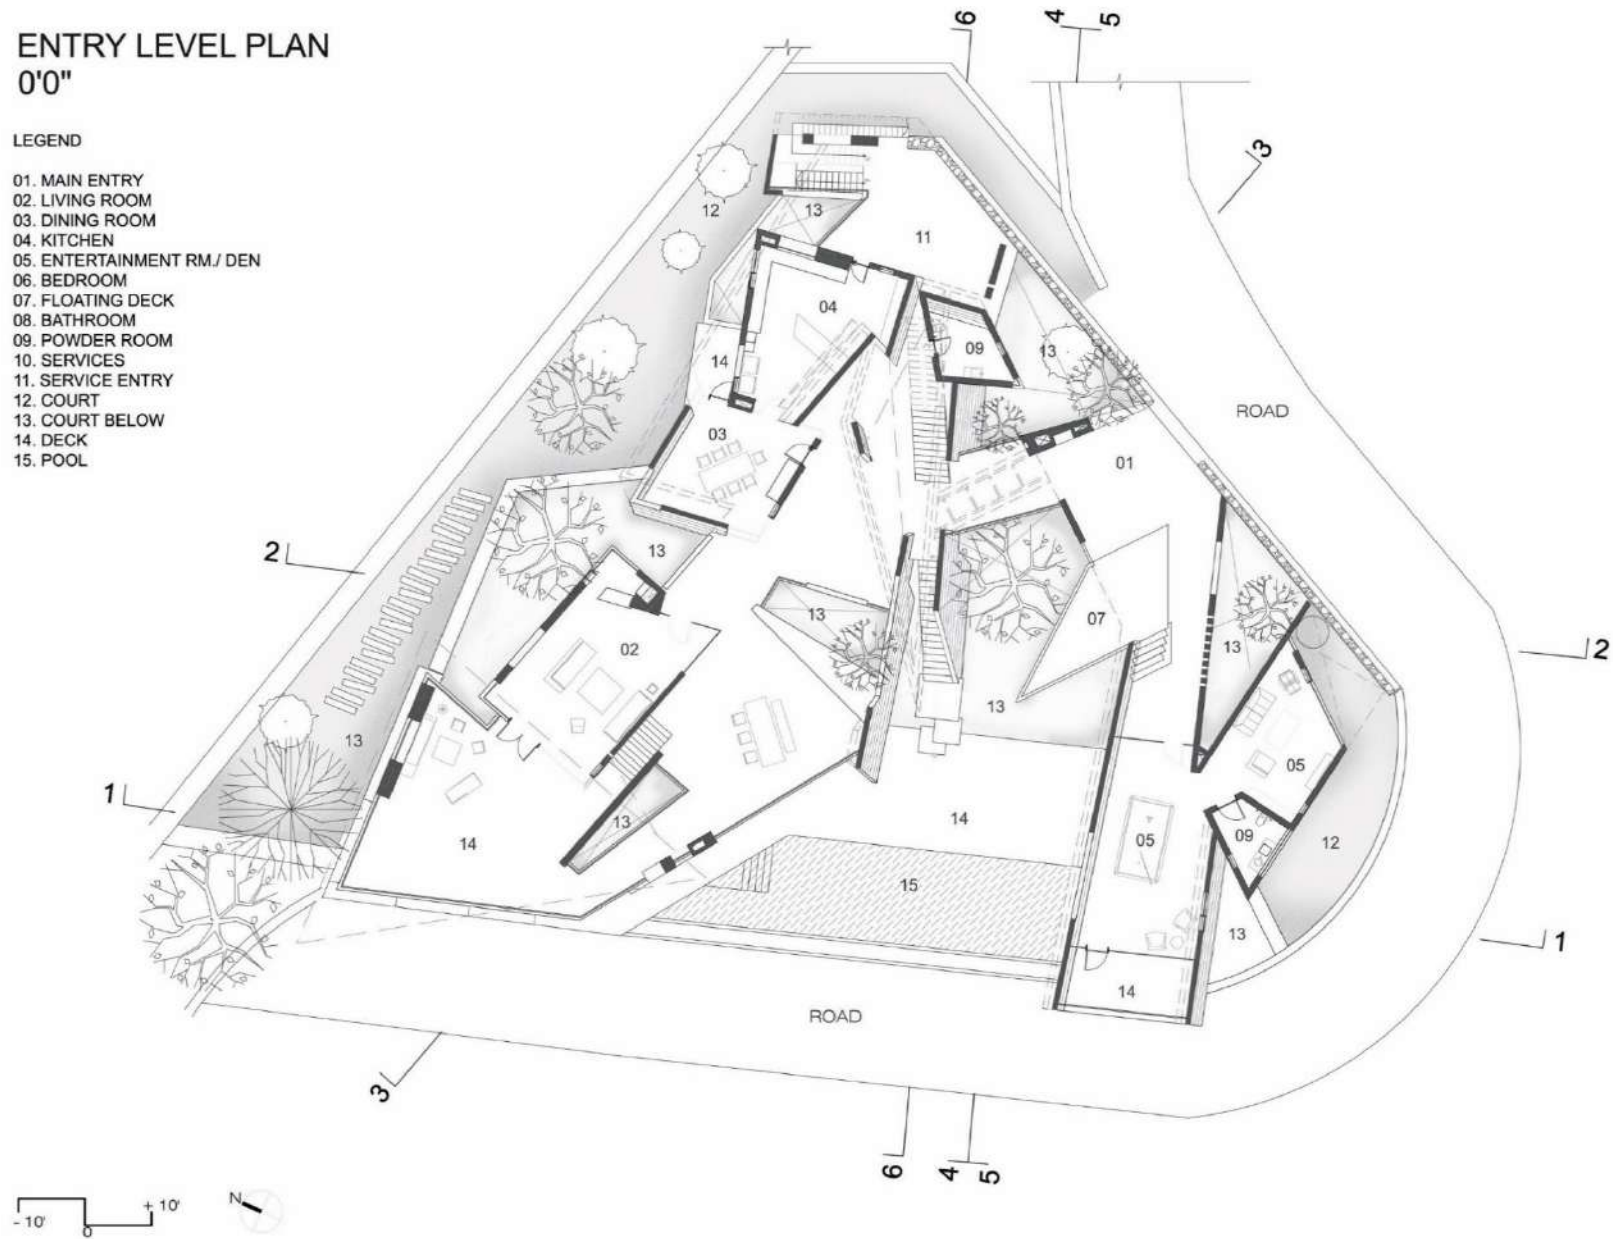 ENTRY LEVEL PLAN
0'0"
LEGEND
01. MAIN ENTRY
02. LIVING ROOM
03. DINING ROOM
04. KITCHEN
05. ENTERTAINMENT RM./ DEN
06. BEDROOM
07. FLOATING DECK
08. BATHROOM
09. POWDER ROOM
10. SERVICES
11. SERVICE ENTRY
12. COURT
13. COURT BELOW
14. DECK
15. POOL
6
4
5
3
12
13
11
04
09
13
14
ROAD
03
01
2
13
13
07
2
02
13
13
13
05
1
14
13
14
05
09
12
15
13
1
14
ROAD
3
6
4
5
- 10'
0
+ 10'
N